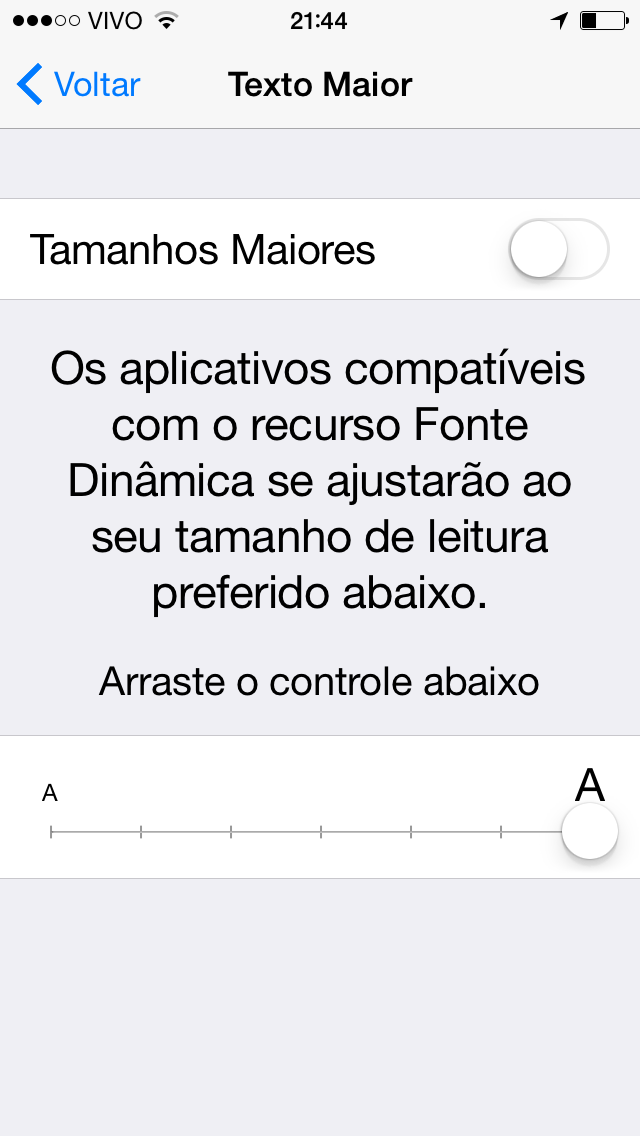 VIVO 21:44
Voltar Texto Maior
Tamanhos Maiores
Os aplicativos compatíveis
com o recurso Fonte
Dinâmica se ajustarão ao
seu tamanho de leitura
preferido abaixo.
Arraste o controle abaixo
A A